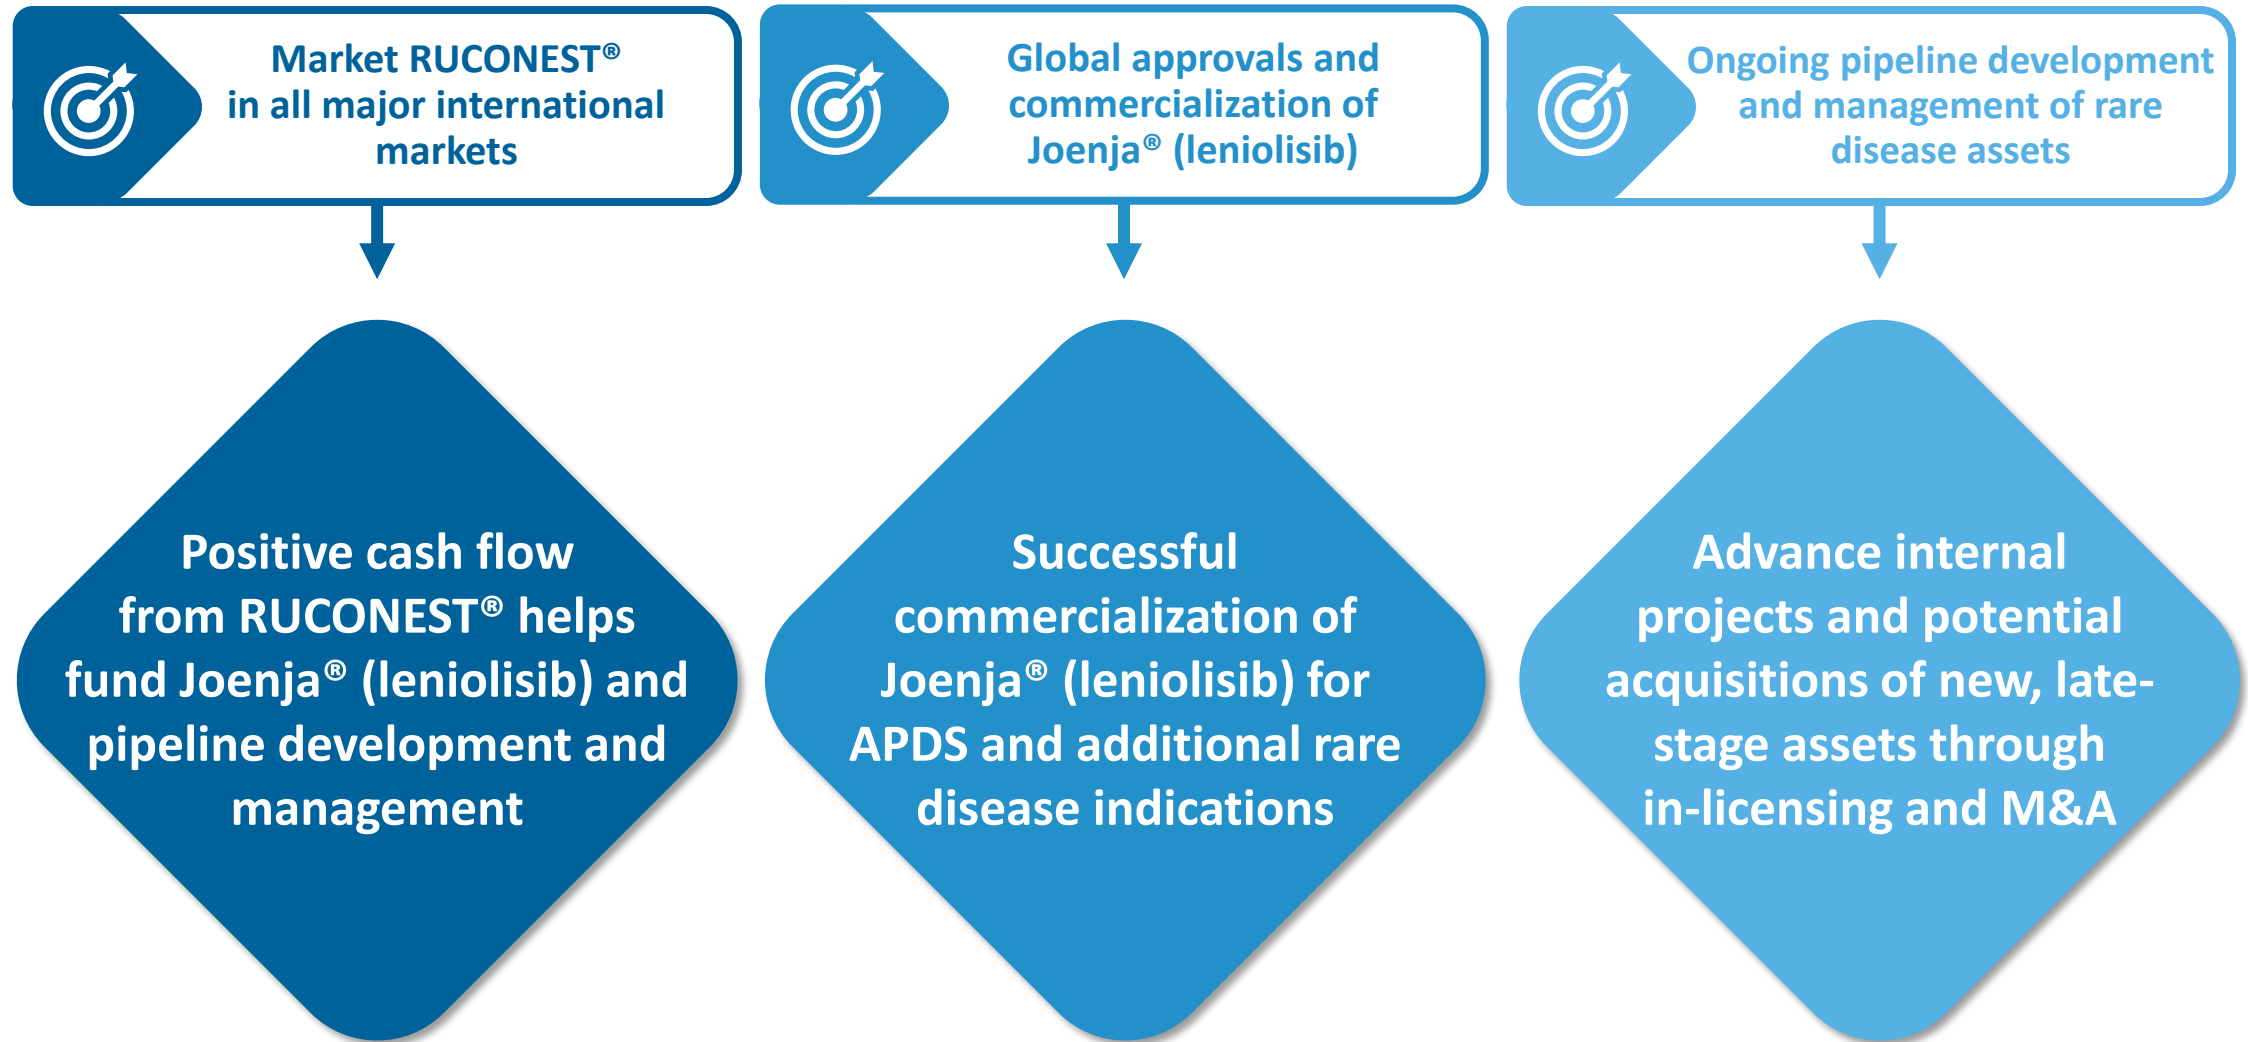 Market RUCONEST®
in all major international
markets
Positive cash flow
from RUCONEST® helps
fund Joenja® (leniolisib) and
pipeline development and
management
Global approvals and
commercialization of
Joenja® (leniolisib)
Successful
commercialization of
Joenja® (leniolisib) for
APDS and additional rare
disease indications
Ongoing pipeline development
and management of rare
disease assets
Advance internal
projects and potential
acquisitions of new, late-
stage assets through
in-licensing and M&A